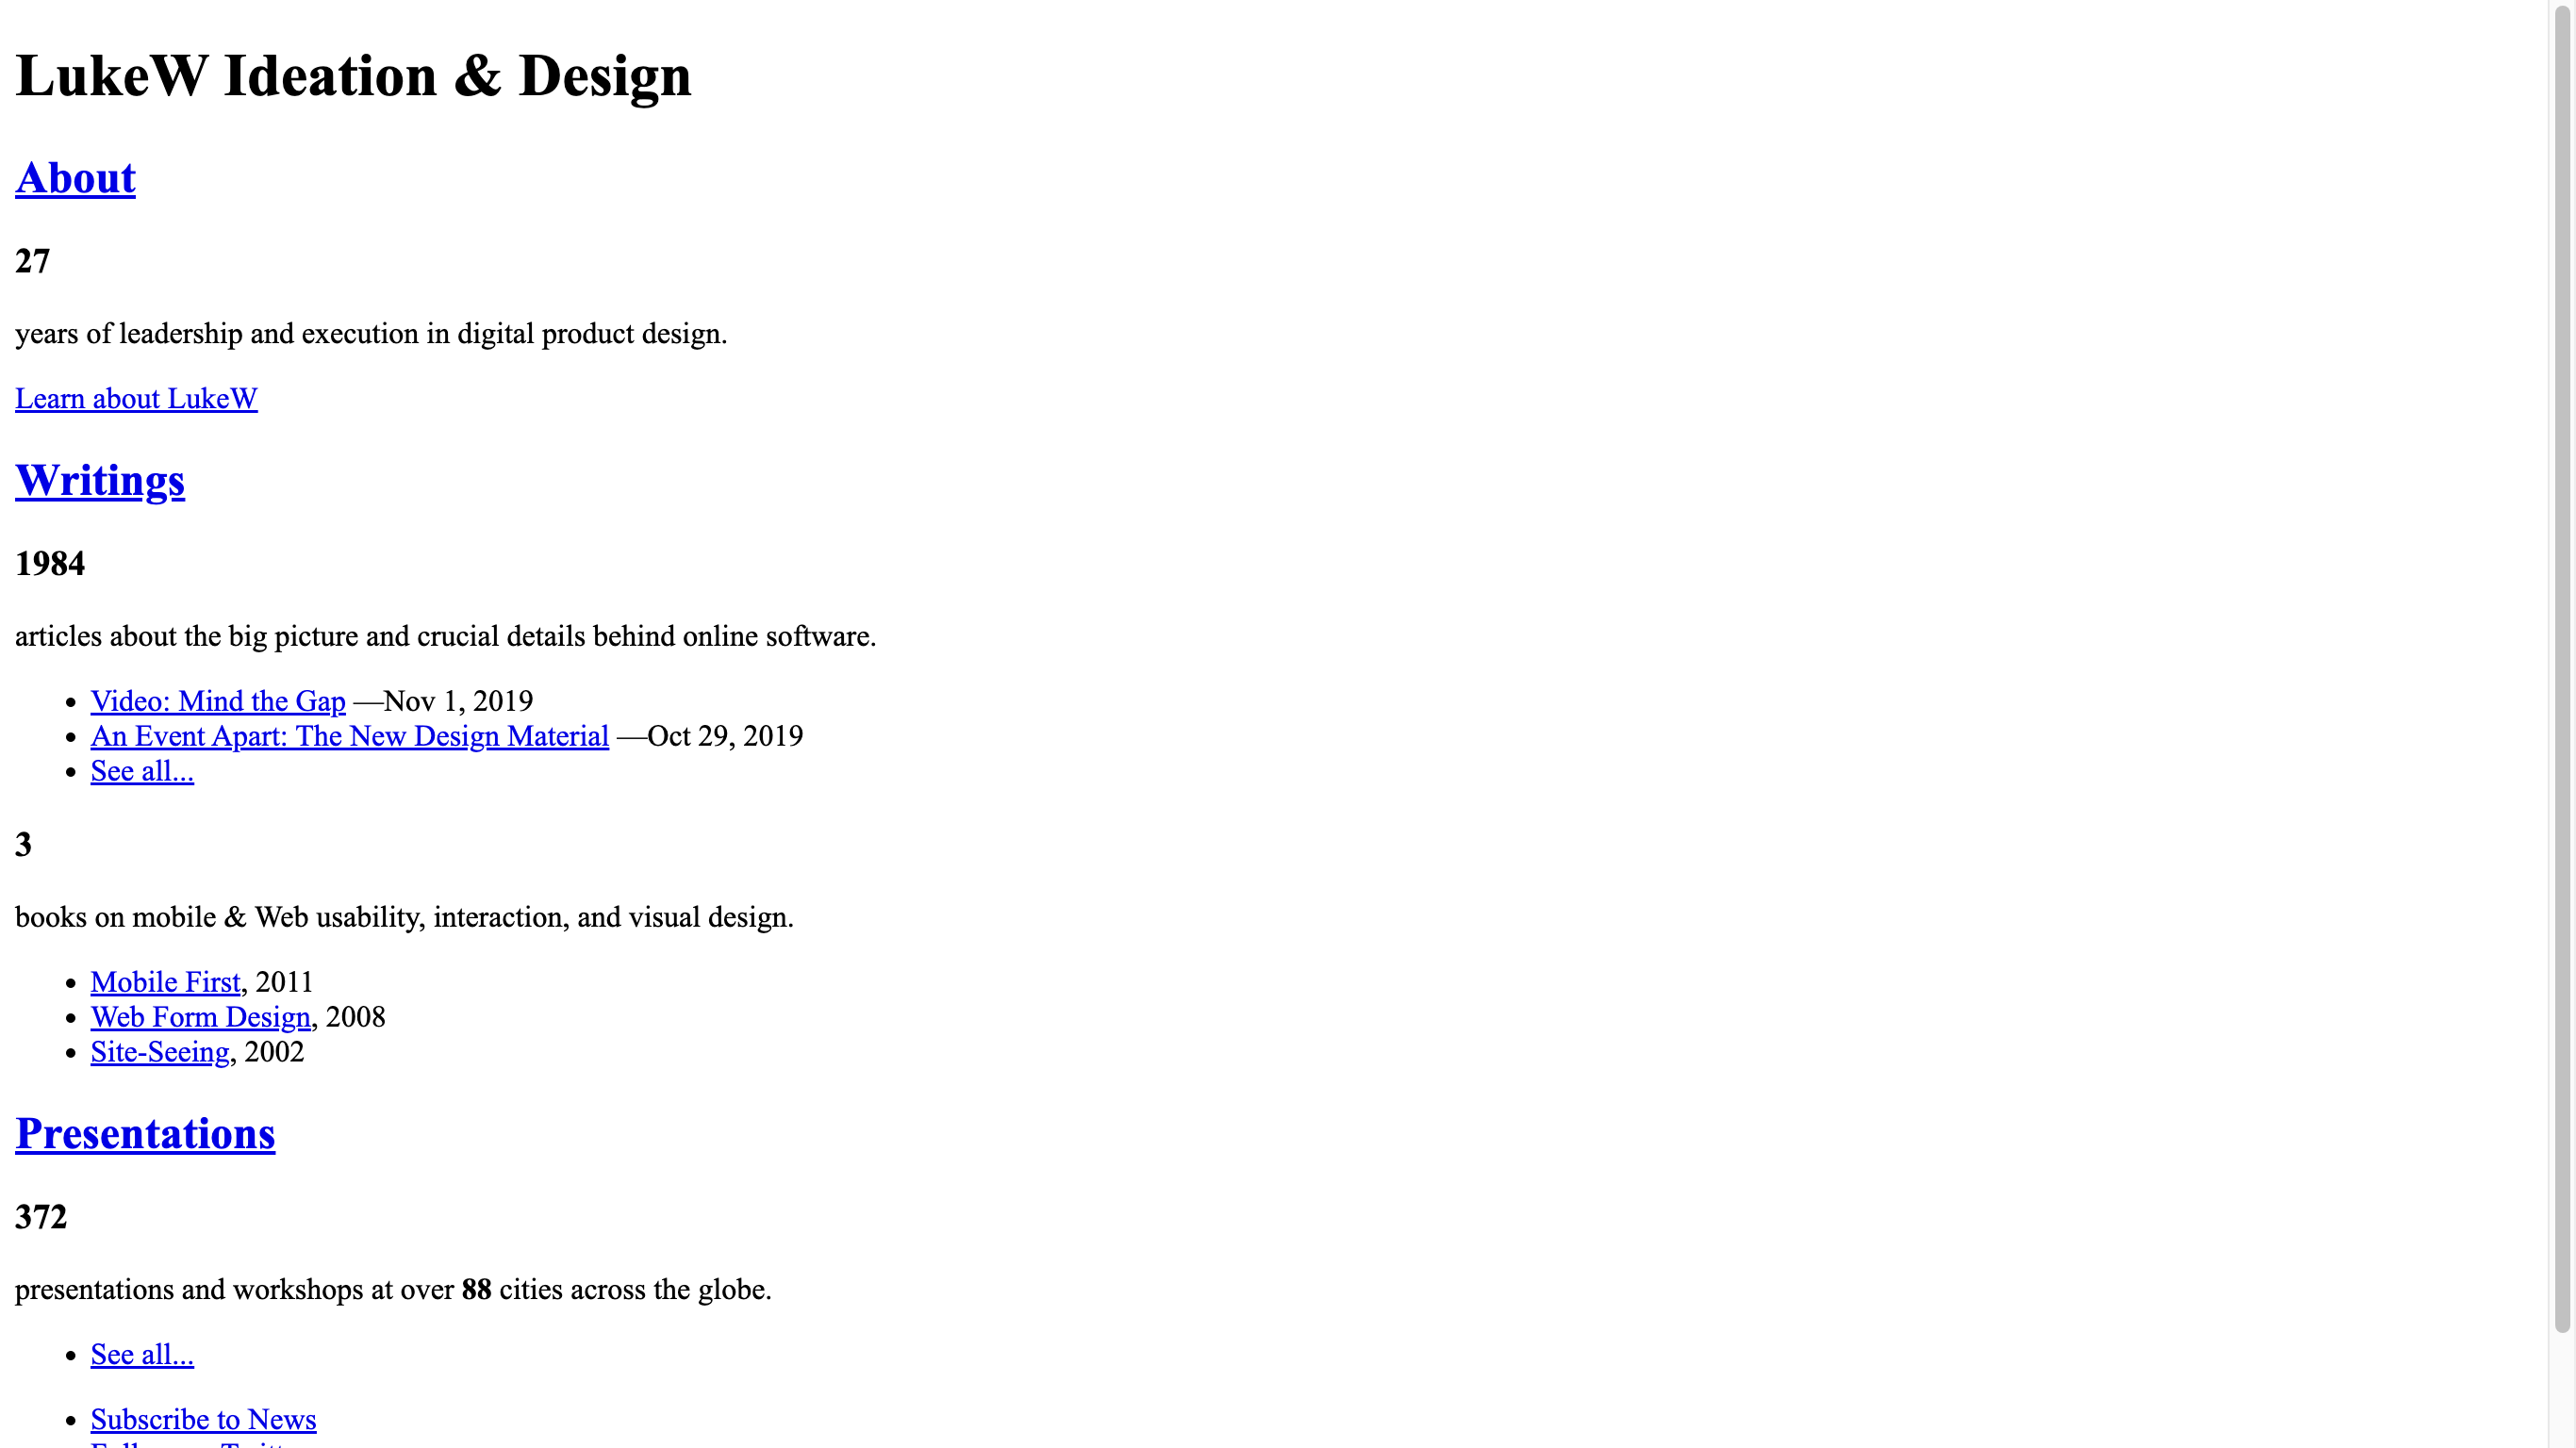 LukeW Ideation & Design
About
27
years of leadership and execution in digital product design.
Learn about LukeW
Writings
1984
articles about the big picture and crucial details behind online software.
• Video: Mind the Gap —Nov 1, 2019
• An Event Apart: The New Design Material —Oct 29, 2019
• See all...
3
books on mobile & Web usability, interaction, and visual design.
• Mobile First, 2011
• Web Form Design, 2008
• Site-Seeing, 2002
Presentations
372
presentations and workshops at over 88 cities across the globe.
• See all...
• Subscribe to News